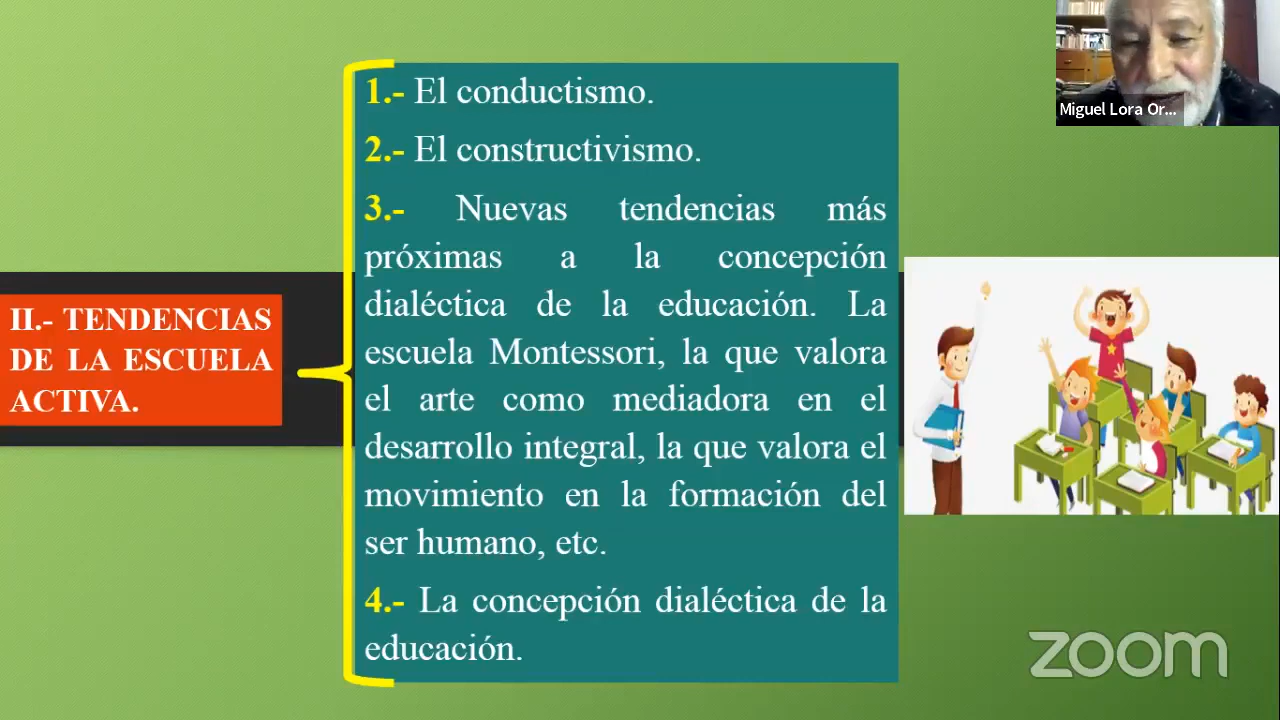 II.- TENDENCIAS
DE LA ESCUELA
ACTIVA.
1.- El conductismo.
2.- El constructivismo.
3.- Nuevas tendencias más
próximas a la concepción
dialéctica de la educación. La
escuela Montessori, la que valora
el arte como mediadora en el
desarrollo integral, la que valora el
movimiento en la formación del
ser humano, etc.
4.- La concepción dialéctica de la
educación.
Miguel Lora Or...
zoom